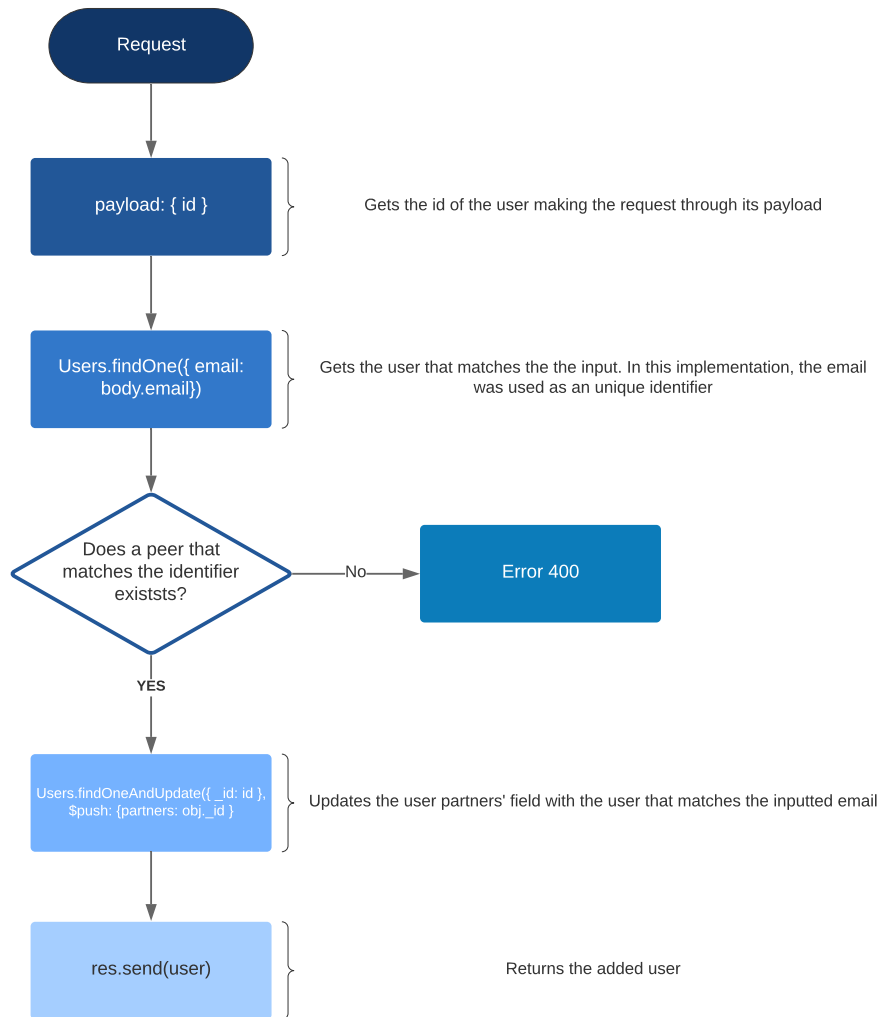 Request
payload: { id }
Gets the id of the user making the request through its payload
Users.findOne({ email:
body.email})
Gets the user that matches the the input. In this implementation, the email
was used as an unique identifier
Does a peer that
matches the identifier
existsts?
No
Error 400
YES
Users.findOneAndUpdate({ _id: id },
$push: {partners: obj._id }
Updates the user partners' field with the user that matches the inputted email
res.send(user)
Returns the added user